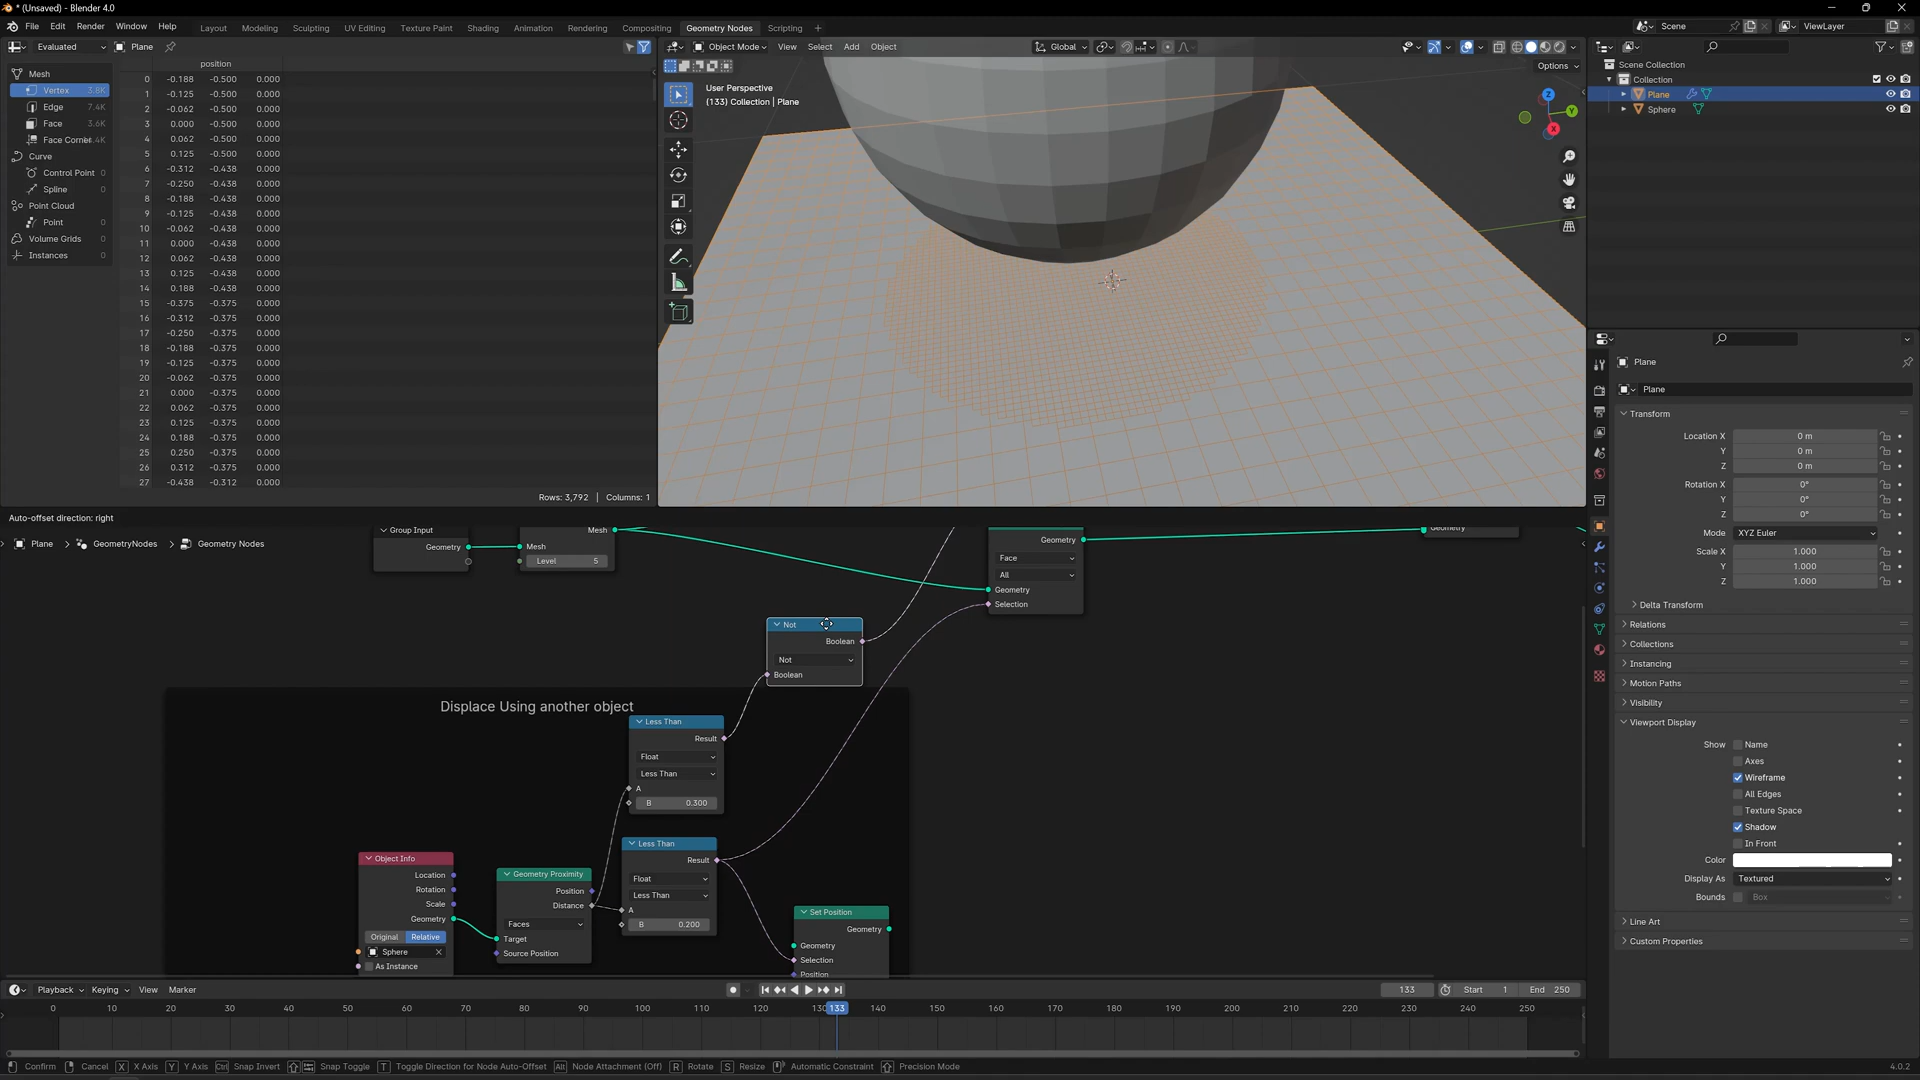 * (Unsaved) - Blender 4.0
File Edit Render Window Help Layout Modeling Sculpting UV Editing Texture Paint Shading Animation Rendering Compositing Geometry Nodes Scripting + Scene ViewLayer
Evaluated Plane
Object Mode View Select Add Object Global
Options
position
Mesh
Vertex 3.8K
Edge 7.4K
Face 3.6K
Face Corner
Curve
Control Point 0
Spline 0
Point Cloud
Point 0
Volume Grids 0
Instances 0
0 -0.188 -0.500 0.000
1 -0.125 -0.500 0.000
2 -0.062 -0.500 0.000
3 0.000 -0.500 0.000
4 0.062 -0.500 0.000
5 0.125 -0.500 0.000
6 -0.312 -0.438 0.000
7 -0.250 -0.438 0.000
8 -0.188 -0.438 0.000
9 -0.125 -0.438 0.000
10 -0.062 -0.438 0.000
11 0.000 -0.438 0.000
12 0.062 -0.438 0.000
13 0.125 -0.438 0.000
14 0.188 -0.438 0.000
15 -0.375 -0.375 0.000
16 -0.312 -0.375 0.000
17 -0.250 -0.375 0.000
18 -0.188 -0.375 0.000
19 -0.125 -0.375 0.000
20 -0.062 -0.375 0.000
21 0.000 -0.375 0.000
22 0.062 -0.375 0.000
23 0.125 -0.375 0.000
24 0.188 -0.375 0.000
25 0.250 -0.375 0.000
26 0.312 -0.375 0.000
27 -0.438 -0.312 0.000
Rows: 3,792 | Columns: 1
User Perspective
(133) Collection | Plane
Z
Y
X
Scene Collection
Collection
Plane
Sphere
Plane
Plane
Transform
Location X 0 m
Y 0 m
Z 0 m
Rotation X 0°
Y 0°
Z 0°
Mode XYZ Euler
Scale X 1.000
Y 1.000
Z 1.000
Delta Transform
Relations
Collections
Instancing
Motion Paths
Visibility
Viewport Display
Show Name
Axes
Wireframe
All Edges
Texture Space
Shadow
In Front
Color
Display As Textured
Bounds Box
Line Art
Custom Properties
Auto-offset direction: right
Plane > GeometryNodes > Geometry Nodes
Group Input
Geometry
Mesh
Mesh
Level 5
Geometry
Face
All
Geometry
Selection
Geometry
Not
Boolean
Not
Boolean
Displace Using another object
Less Than
Result
Float
Less Than
A
B 0.300
Less Than
Result
Float
Less Than
A
B 0.200
Object Info
Location
Rotation
Scale
Geometry
Original Relative
Sphere
As Instance
Geometry Proximity
Position
Distance
Faces
Target
Source Position
Set Position
Geometry
Geometry
Selection
Position
Playback Keying View Marker 133 Start 1 End 250
0 10 20 30 40 50 60 70 80 90 100 110 120 130 133 140 150 160 170 180 190 200 210 220 230 240 250
Confirm Cancel X X Axis Y Y Axis Ctrl Snap Invert Snap Toggle T Toggle Direction for Node Auto-Offset Alt Node Attachment (Off) R Rotate S Resize Automatic Constraint Precision Mode 4.0.2